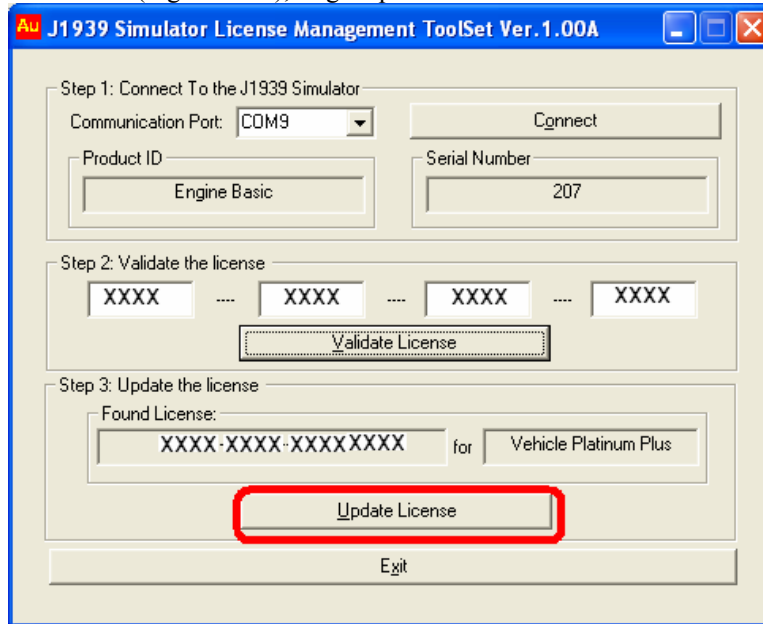 Au J1939 Simulator License Management ToolSet Ver.1.00A
Step 1: Connect To the J1939 Simulator
Communication Port: COM9 Connect
Product ID Serial Number
Engine Basic 207
Step 2: Validate the license
XXXX ---- XXXX ---- XXXX ---- XXXX
Validate License
Step 3: Update the license
Found License:
XXXX-XXXX-XXXXXXXX for Vehicle Platinum Plus
Update License
Exit